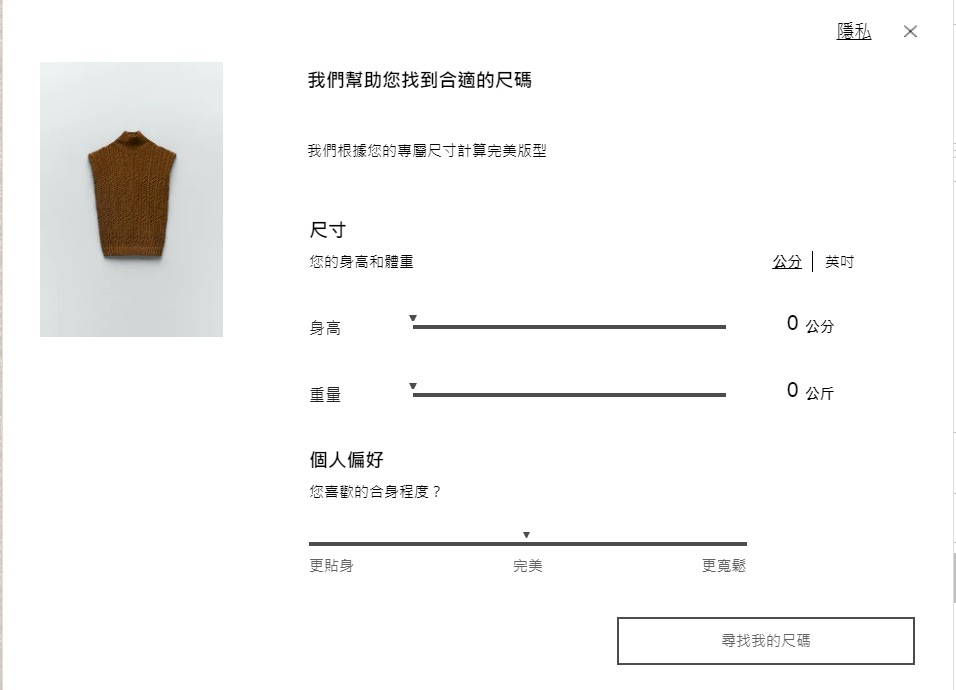 隱私
我們幫助您找到合適的尺碼
我們根據您的專屬尺寸計算完美版型
尺寸
您的身高和體重
公分 | 英吋
身高 0 公分
重量 0 公斤
個人偏好
您喜歡的合身程度？
更貼身 完美 更寬鬆
尋找我的尺碼